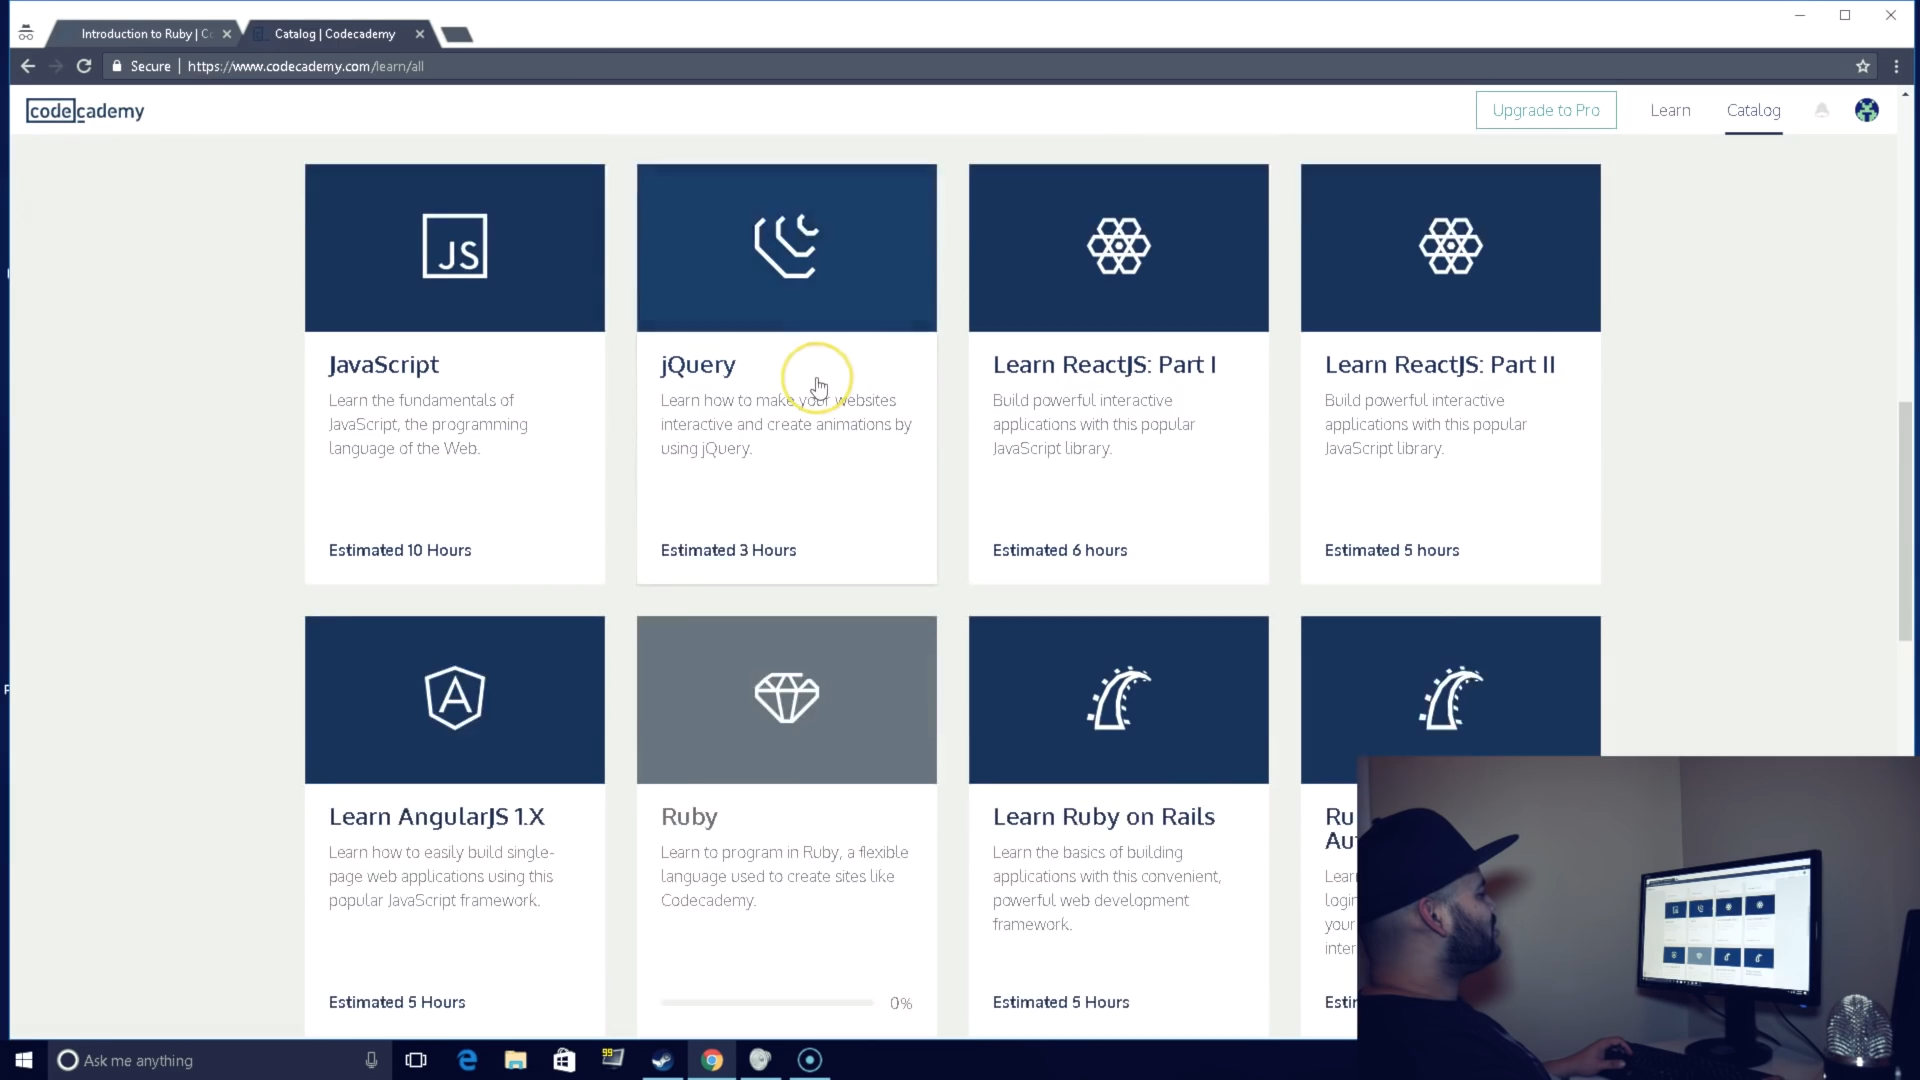 Introduction to Ruby | Co
Catalog | Codecademy
Secure | https://www.codecademy.com/learn/all
codecademy
Upgrade to Pro
Learn
Catalog
JS
JavaScript
Learn the fundamentals of
JavaScript, the programming
language of the Web.
Estimated 10 Hours
jQuery
Learn how to make your websites
interactive and create animations by
using jQuery.
Estimated 3 Hours
Learn ReactJS: Part I
Build powerful interactive
applications with this popular
JavaScript library.
Estimated 6 hours
Learn ReactJS: Part II
Build powerful interactive
applications with this popular
JavaScript library.
Estimated 5 hours
A
Learn AngularJS 1.X
Learn how to easily build single-
page web applications using this
popular JavaScript framework.
Estimated 5 Hours
Ruby
Learn to program in Ruby, a flexible
language used to create sites like
Codecademy.
0%
Learn Ruby on Rails
Learn the basics of building
applications with this convenient,
powerful web development
framework.
Estimated 5 Hours
Ru
Au
Lear
login
your
inter
Estir
Ask me anything
99